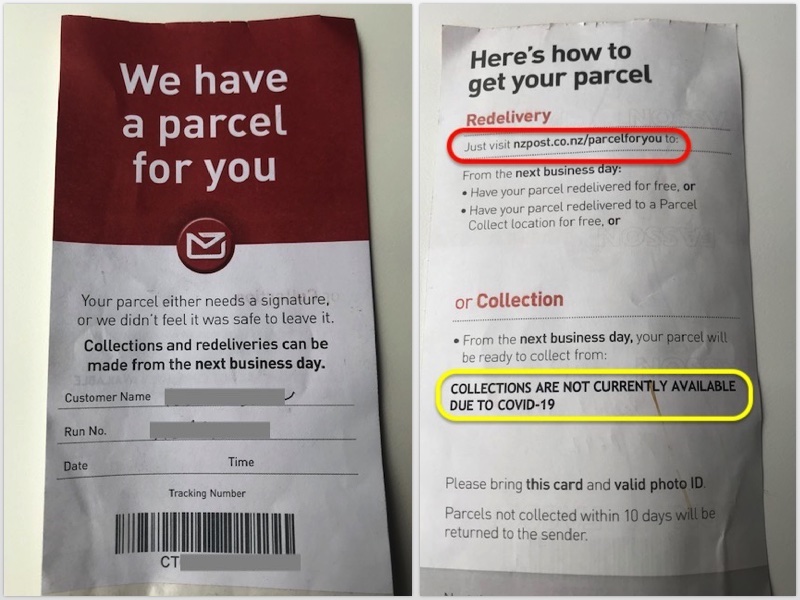 We have
a parcel
for you
Your parcel either needs a signature,
or we didn't feel it was safe to leave it.
Collections and redeliveries can be
made from the next business day.
Customer Name
Run No.
Date Time
Tracking Number
CT
Here's how to
get your parcel
Redelivery
Just visit nzpost.co.nz/parcelforyou to:
From the next business day:
• Have your parcel redelivered for free, or
• Have your parcel redelivered to a Parcel
Collect location for free, or
or Collection
• From the next business day, your parcel will
be ready to collect from:
COLLECTIONS ARE NOT CURRENTLY AVAILABLE
DUE TO COVID-19
Please bring this card and valid photo ID.
Parcels not collected within 10 days will be
returned to the sender.